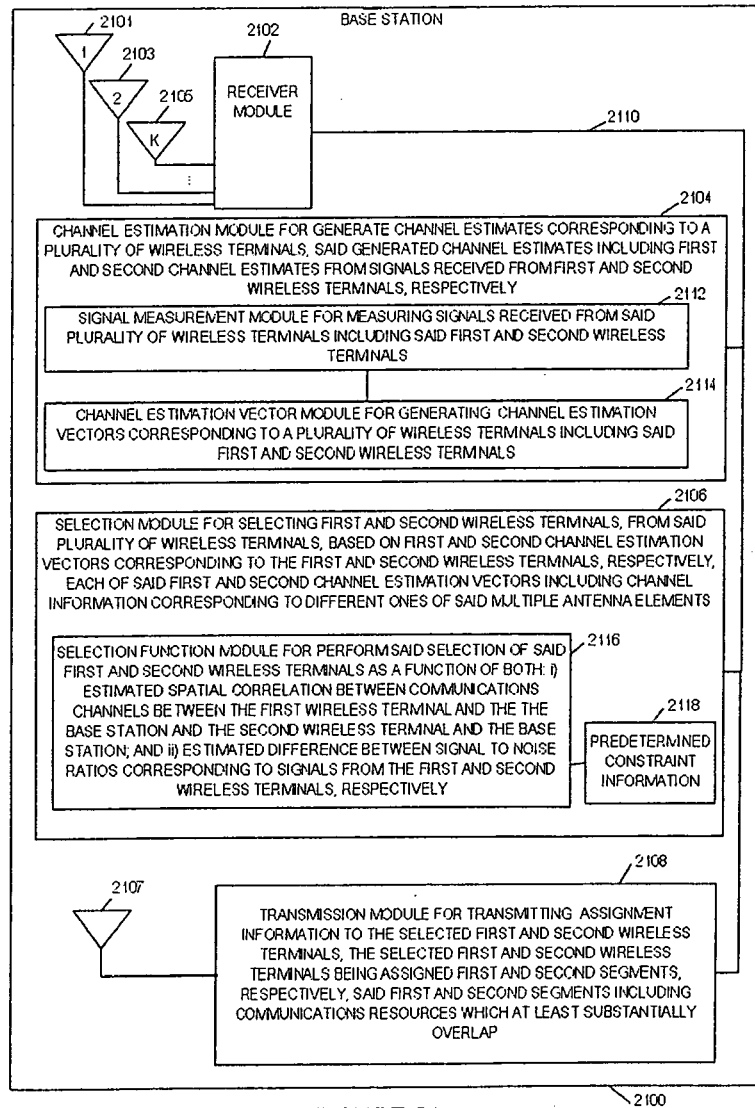 BASE STATION
2101
1
2103
2
2105
K
...
2102
RECEIVER
MODULE
2110
2104
CHANNEL ESTIMATION MODULE FOR GENERATE CHANNEL ESTIMATES CORRESPONDING TO A
PLURALITY OF WIRELESS TERMINALS, SAID GENERATED CHANNEL ESTIMATES INCLUDING FIRST
AND SECOND CHANNEL ESTIMATES FROM SIGNALS RECEIVED FROM FIRST AND SECOND
WIRELESS TERMINALS, RESPECTIVELY
2112
SIGNAL MEASUREMENT MODULE FOR MEASURING SIGNALS RECEIVED FROM SAID
PLURALITY OF WIRELESS TERMINALS INCLUDING SAID FIRST AND SECOND WIRELESS
TERMINALS
2114
CHANNEL ESTIMATION VECTOR MODULE FOR GENERATING CHANNEL ESTIMATION
VECTORS CORRESPONDING TO A PLURALITY OF WIRELESS TERMINALS INCLUDING SAID
FIRST AND SECOND WIRELESS TERMINALS
2106
SELECTION MODULE FOR SELECTING FIRST AND SECOND WIRELESS TERMINALS, FROM SAID
PLURALITY OF WIRELESS TERMINALS, BASED ON FIRST AND SECOND CHANNEL ESTIMATION
VECTORS CORRESPONDING TO THE FIRST AND SECOND WIRELESS TERMINALS, RESPECTIVELY,
EACH OF SAID FIRST AND SECOND CHANNEL ESTIMATION VECTORS INCLUDING CHANNEL
INFORMATION CORRESPONDING TO DIFFERENT ONES OF SAID MULTIPLE ANTENNA ELEMENTS
2116
SELECTION FUNCTION MODULE FOR PERFORM SAID SELECTION OF SAID
FIRST AND SECOND WIRELESS TERMINALS AS A FUNCTION OF BOTH: i)
ESTIMATED SPATIAL CORRELATION BETWEEN COMMUNICATIONS
CHANNELS BETWEEN THE FIRST WIRELESS TERMINAL AND THE THE
BASE STATION AND THE SECOND WIRELESS TERMINAL AND THE BASE
STATION; AND ii) ESTIMATED DIFFERENCE BETWEEN SIGNAL TO NOISE
RATIOS CORRESPONDING TO SIGNALS FROM THE FIRST AND SECOND
WIRELESS TERMINALS, RESPECTIVELY
2118
PREDETERMINED
CONSTRAINT
INFORMATION
2107
2108
TRANSMISSION MODULE FOR TRANSMITTING ASSIGNMENT
INFORMATION TO THE SELECTED FIRST AND SECOND WIRELESS
TERMINALS, THE SELECTED FIRST AND SECOND WIRELESS
TERMINALS BEING ASSIGNED FIRST AND SECOND SEGMENTS,
RESPECTIVELY, SAID FIRST AND SECOND SEGMENTS INCLUDING
COMMUNICATIONS RESOURCES WHICH AT LEAST SUBSTANTIALLY
OVERLAP
2100